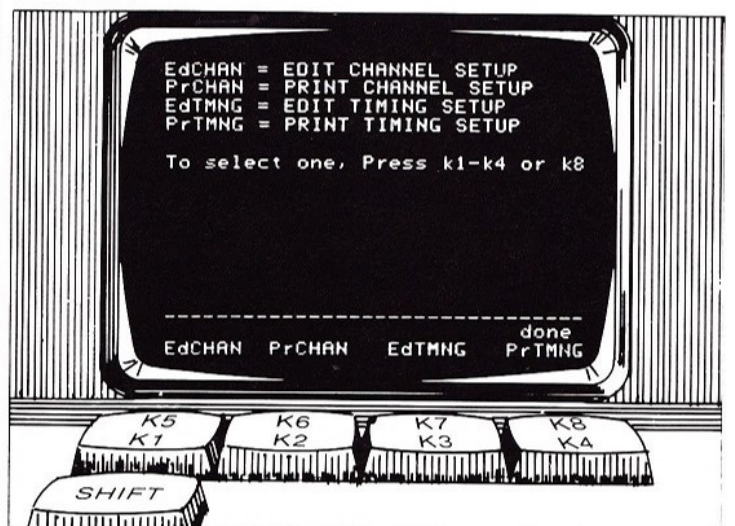 EdCHAN = EDIT CHANNEL SETUP
PrCHAN = PRINT CHANNEL SETUP
EdTMNG = EDIT TIMING SETUP
PrTMNG = PRINT TIMING SETUP
To select one, Press k1-k4 or k8
done
EdCHAN PrCHAN EdTMNG PrTMNG
K5 K6 K7 K8
K1 K2 K3 K4
SHIFT